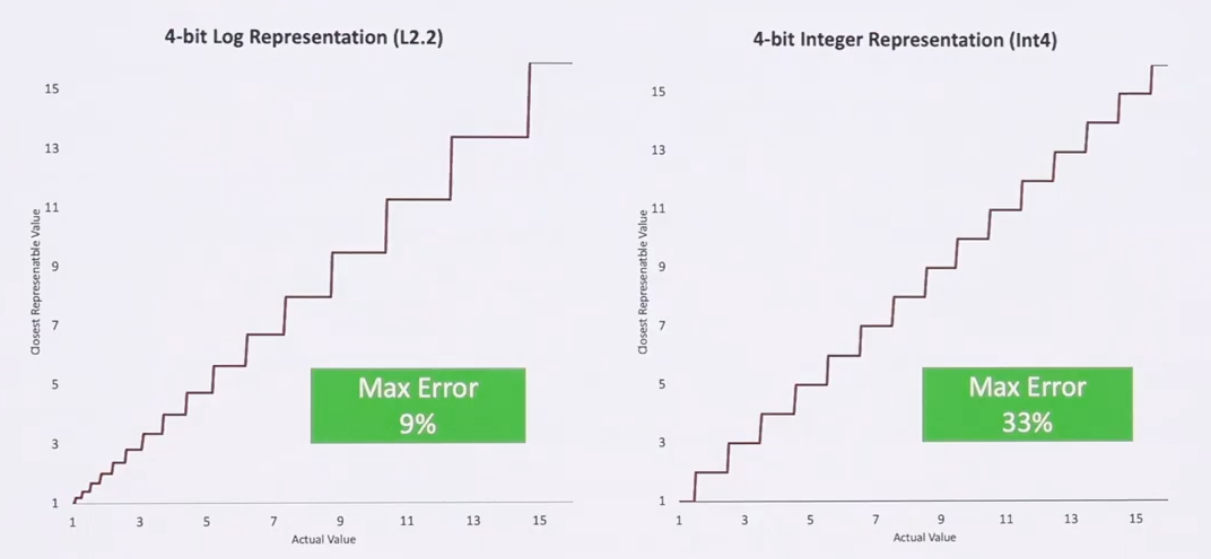 4-bit Log Representation (L2.2)
15
13
11
9
7
5
3
1
Closest Represenatble Value
Max Error
9%
1 3 5 7 9 11 13 15
Actual Value
4-bit Integer Representation (Int4)
15
13
11
9
7
5
3
1
Closest Represenatble Value
Max Error
33%
1 3 5 7 9 11 13 15
Actual Value